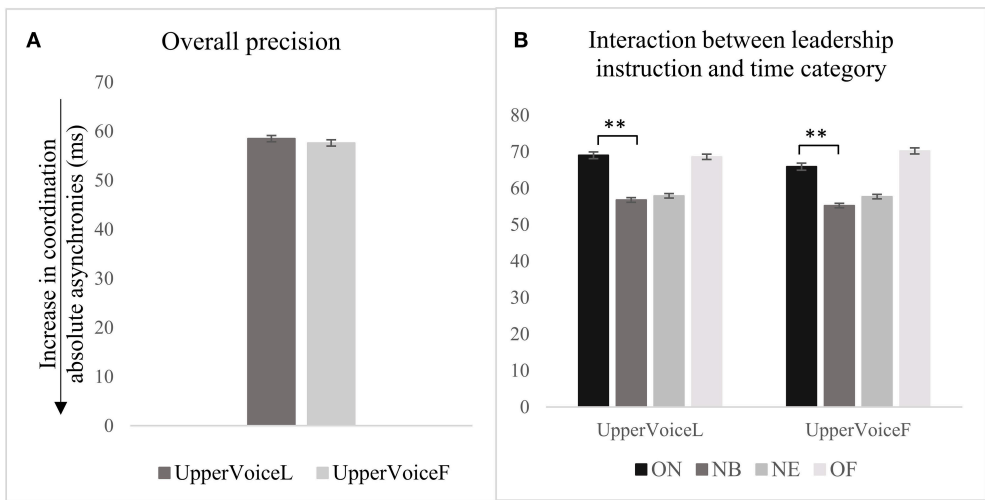 A
Overall precision
Increase in coordination
absolute asynchronies (ms)
70
60
50
40
30
20
10
0
UpperVoiceL UpperVoiceF
B
Interaction between leadership
instruction and time category
80
70
60
50
40
30
20
10
0
**
**
UpperVoiceL UpperVoiceF
ON NB NE OF